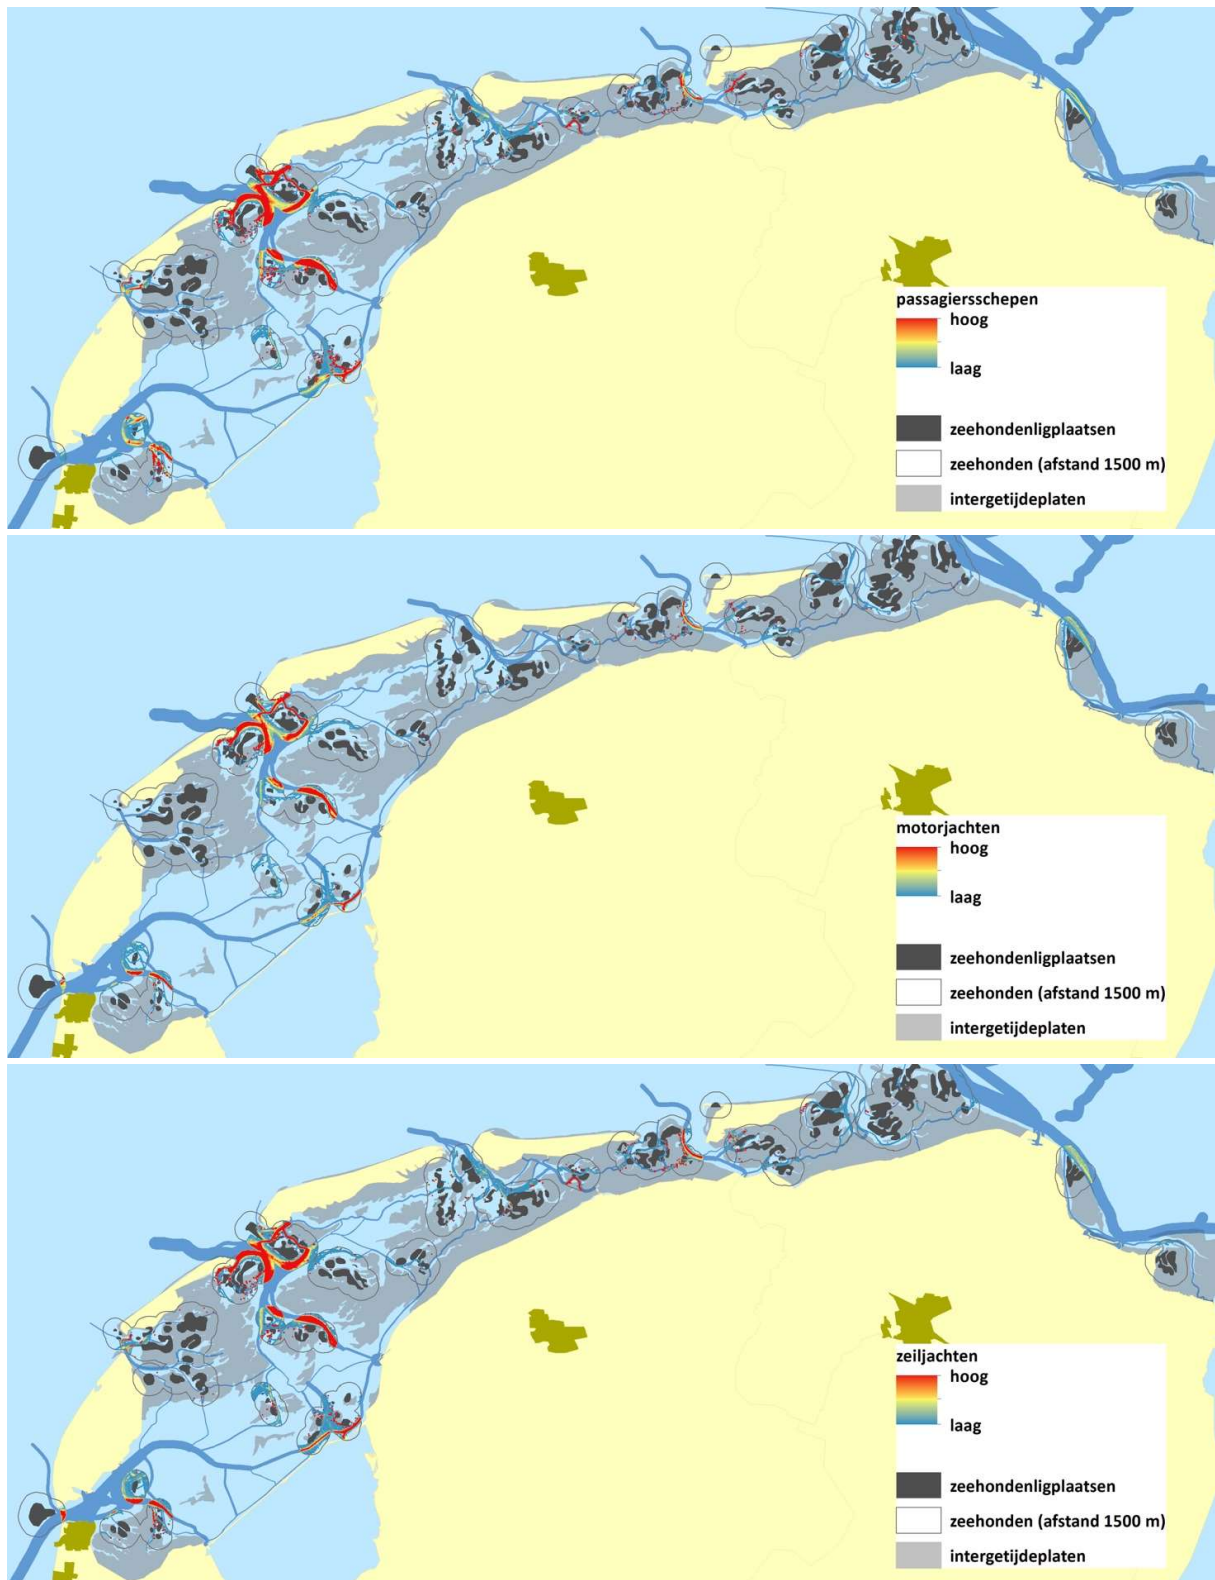 passagiersschepen
hoog
laag
zeehondenligplaatsen
zeehonden (afstand 1500 m)
intergetijdeplaten
motorjachten
hoog
laag
zeehondenligplaatsen
zeehonden (afstand 1500 m)
intergetijdeplaten
zeiljachten
hoog
laag
zeehondenligplaatsen
zeehonden (afstand 1500 m)
intergetijdeplaten